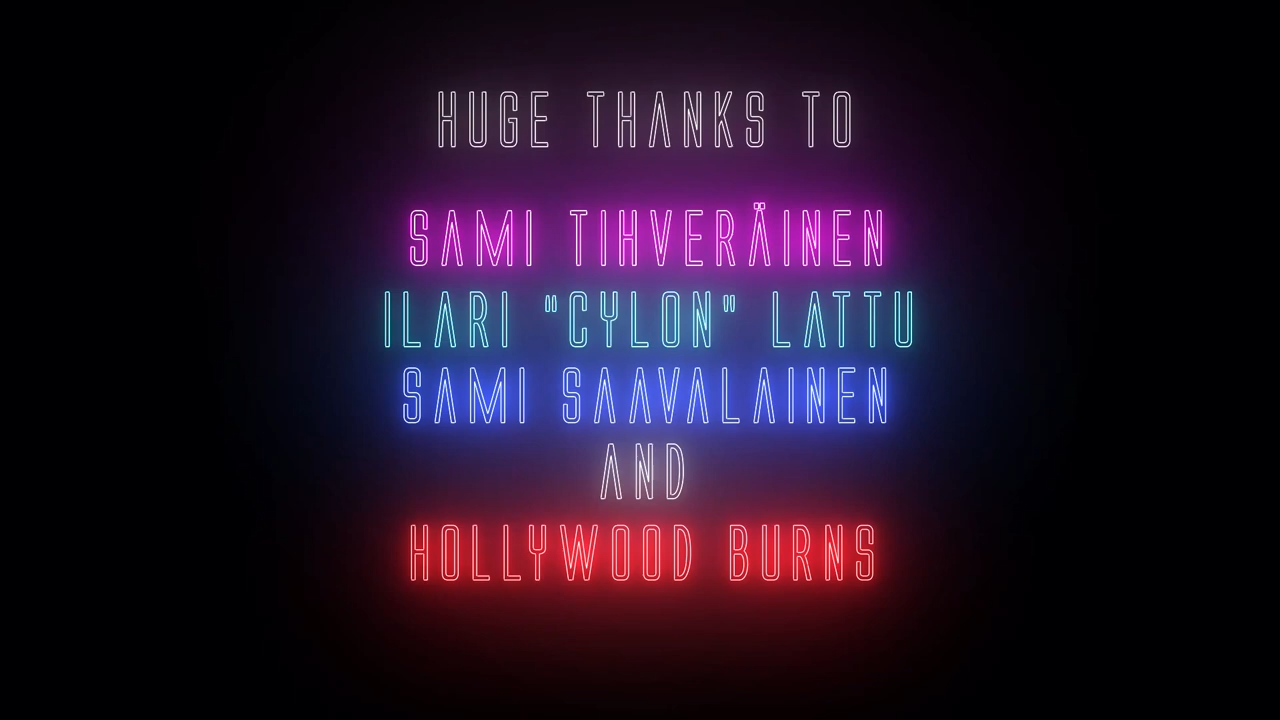 HUGE THANKS TO
SAMI TIHVERÄINEN
ILARI "CYLON" LATTU
SAMI SAAVALAINEN
AND
HOLLYWOOD BURNS